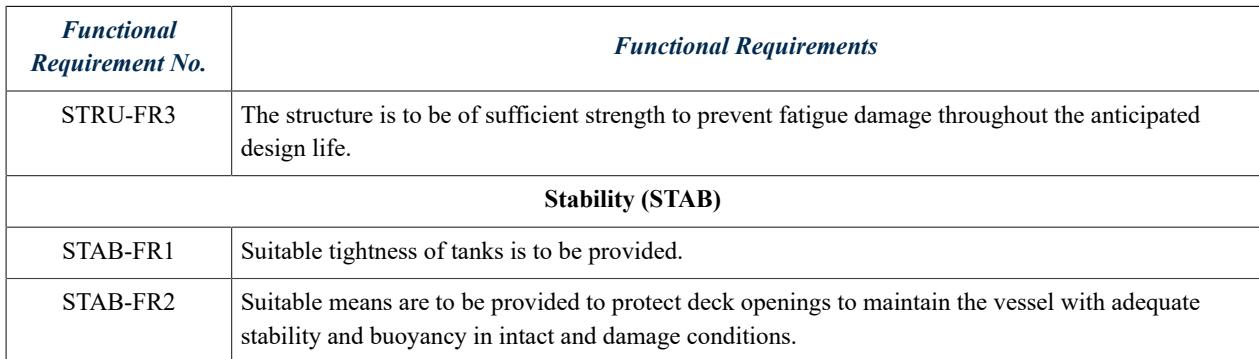 Functional
Requirement No.
Functional Requirements
STRU-FR3
The structure is to be of sufficient strength to prevent fatigue damage throughout the anticipated
design life.
Stability (STAB)
STAB-FR1
Suitable tightness of tanks is to be provided.
STAB-FR2
Suitable means are to be provided to protect deck openings to maintain the vessel with adequate
stability and buoyancy in intact and damage conditions.